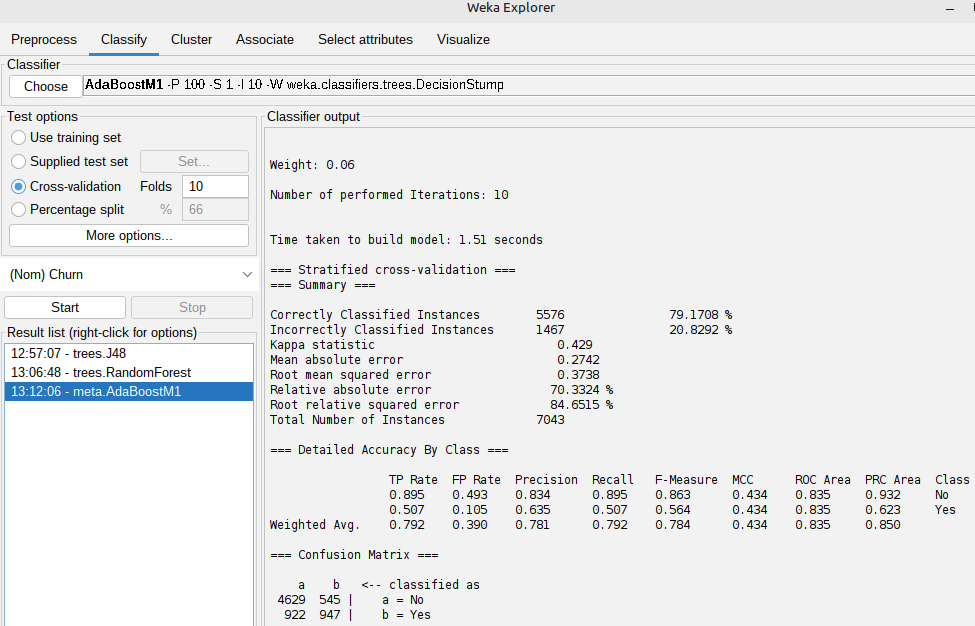 Weka Explorer
Preprocess Classify Cluster Associate Select attributes Visualize
Classifier
Choose AdaBoostM1 -P 100 -S 1 -I 10 -W weka.classifiers.trees.DecisionStump
Test options
Use training set
Supplied test set Set...
Cross-validation Folds 10
Percentage split % 66
More options...
(Nom) Churn
Start Stop
Result list (right-click for options)
12:57:07 - trees.J48
13:06:48 - trees.RandomForest
13:12:06 - meta.AdaBoostM1
Classifier output
Weight: 0.06
Number of performed Iterations: 10
Time taken to build model: 1.51 seconds
=== Stratified cross-validation ===
=== Summary ===
Correctly Classified Instances 5576 79.1708 %
Incorrectly Classified Instances 1467 20.8292 %
Kappa statistic 0.429
Mean absolute error 0.2742
Root mean squared error 0.3738
Relative absolute error 70.3324 %
Root relative squared error 84.6515 %
Total Number of Instances 7043
=== Detailed Accuracy By Class ===
TP Rate FP Rate Precision Recall F-Measure MCC ROC Area PRC Area Class
0.895 0.493 0.834 0.895 0.863 0.434 0.835 0.932 No
0.507 0.105 0.635 0.507 0.564 0.434 0.835 0.623 Yes
Weighted Avg. 0.792 0.390 0.781 0.792 0.784 0.434 0.835 0.850
=== Confusion Matrix ===
a b <-- classified as
4629 545 | a = No
922 947 | b = Yes